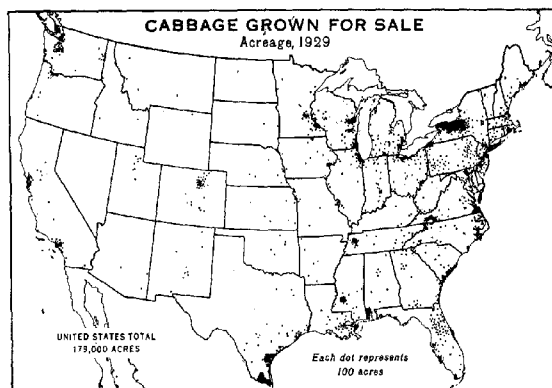 CABBAGE GROWN FOR SALE
Acreage, 1929
UNITED STATES TOTAL
179,000 ACRES
Each dot represents
100 acres